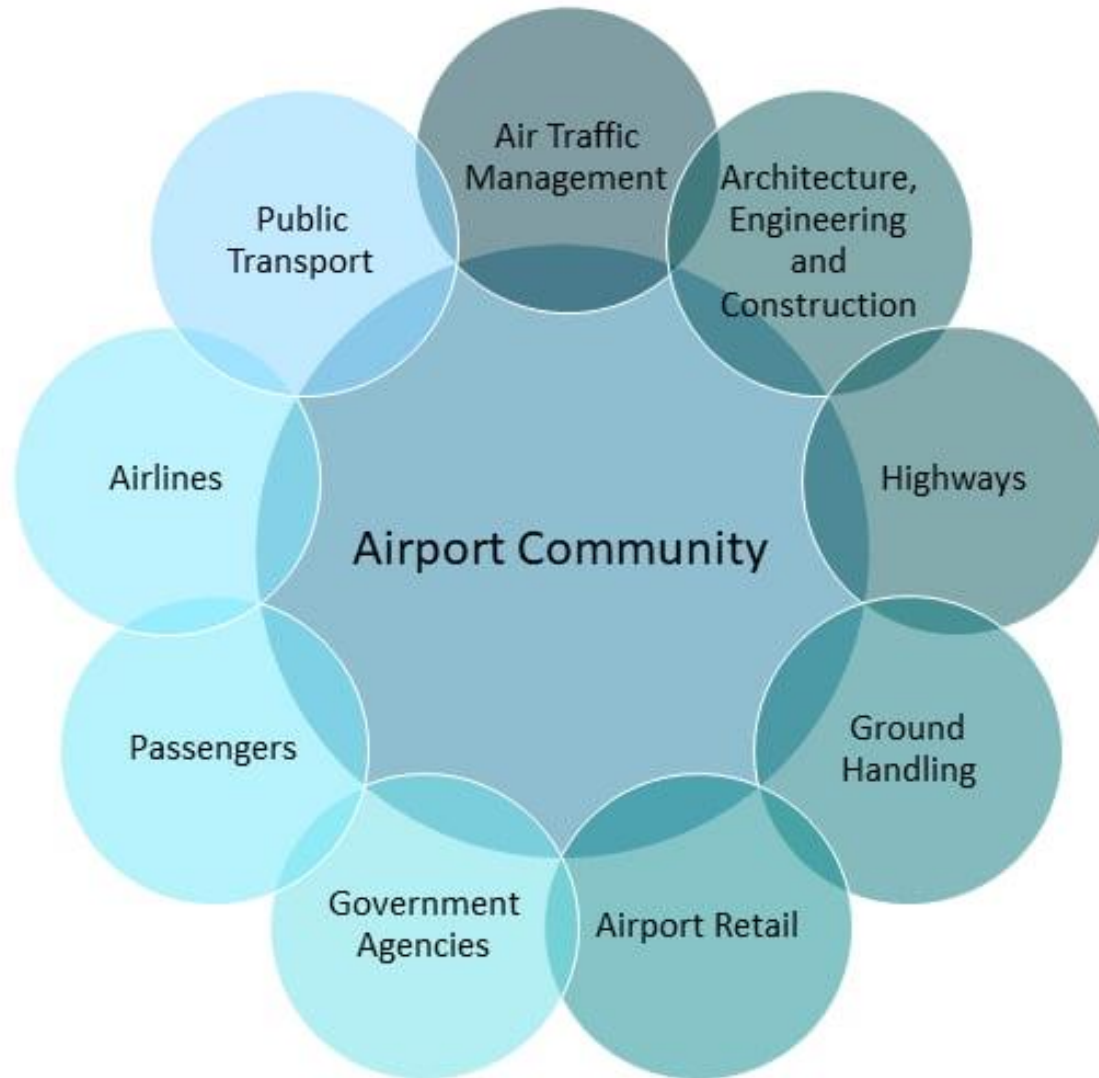 Air Traffic
Management
Architecture,
Engineering
and
Construction
Highways
Ground
Handling
Airport Retail
Government
Agencies
Passengers
Airlines
Public
Transport
Airport Community